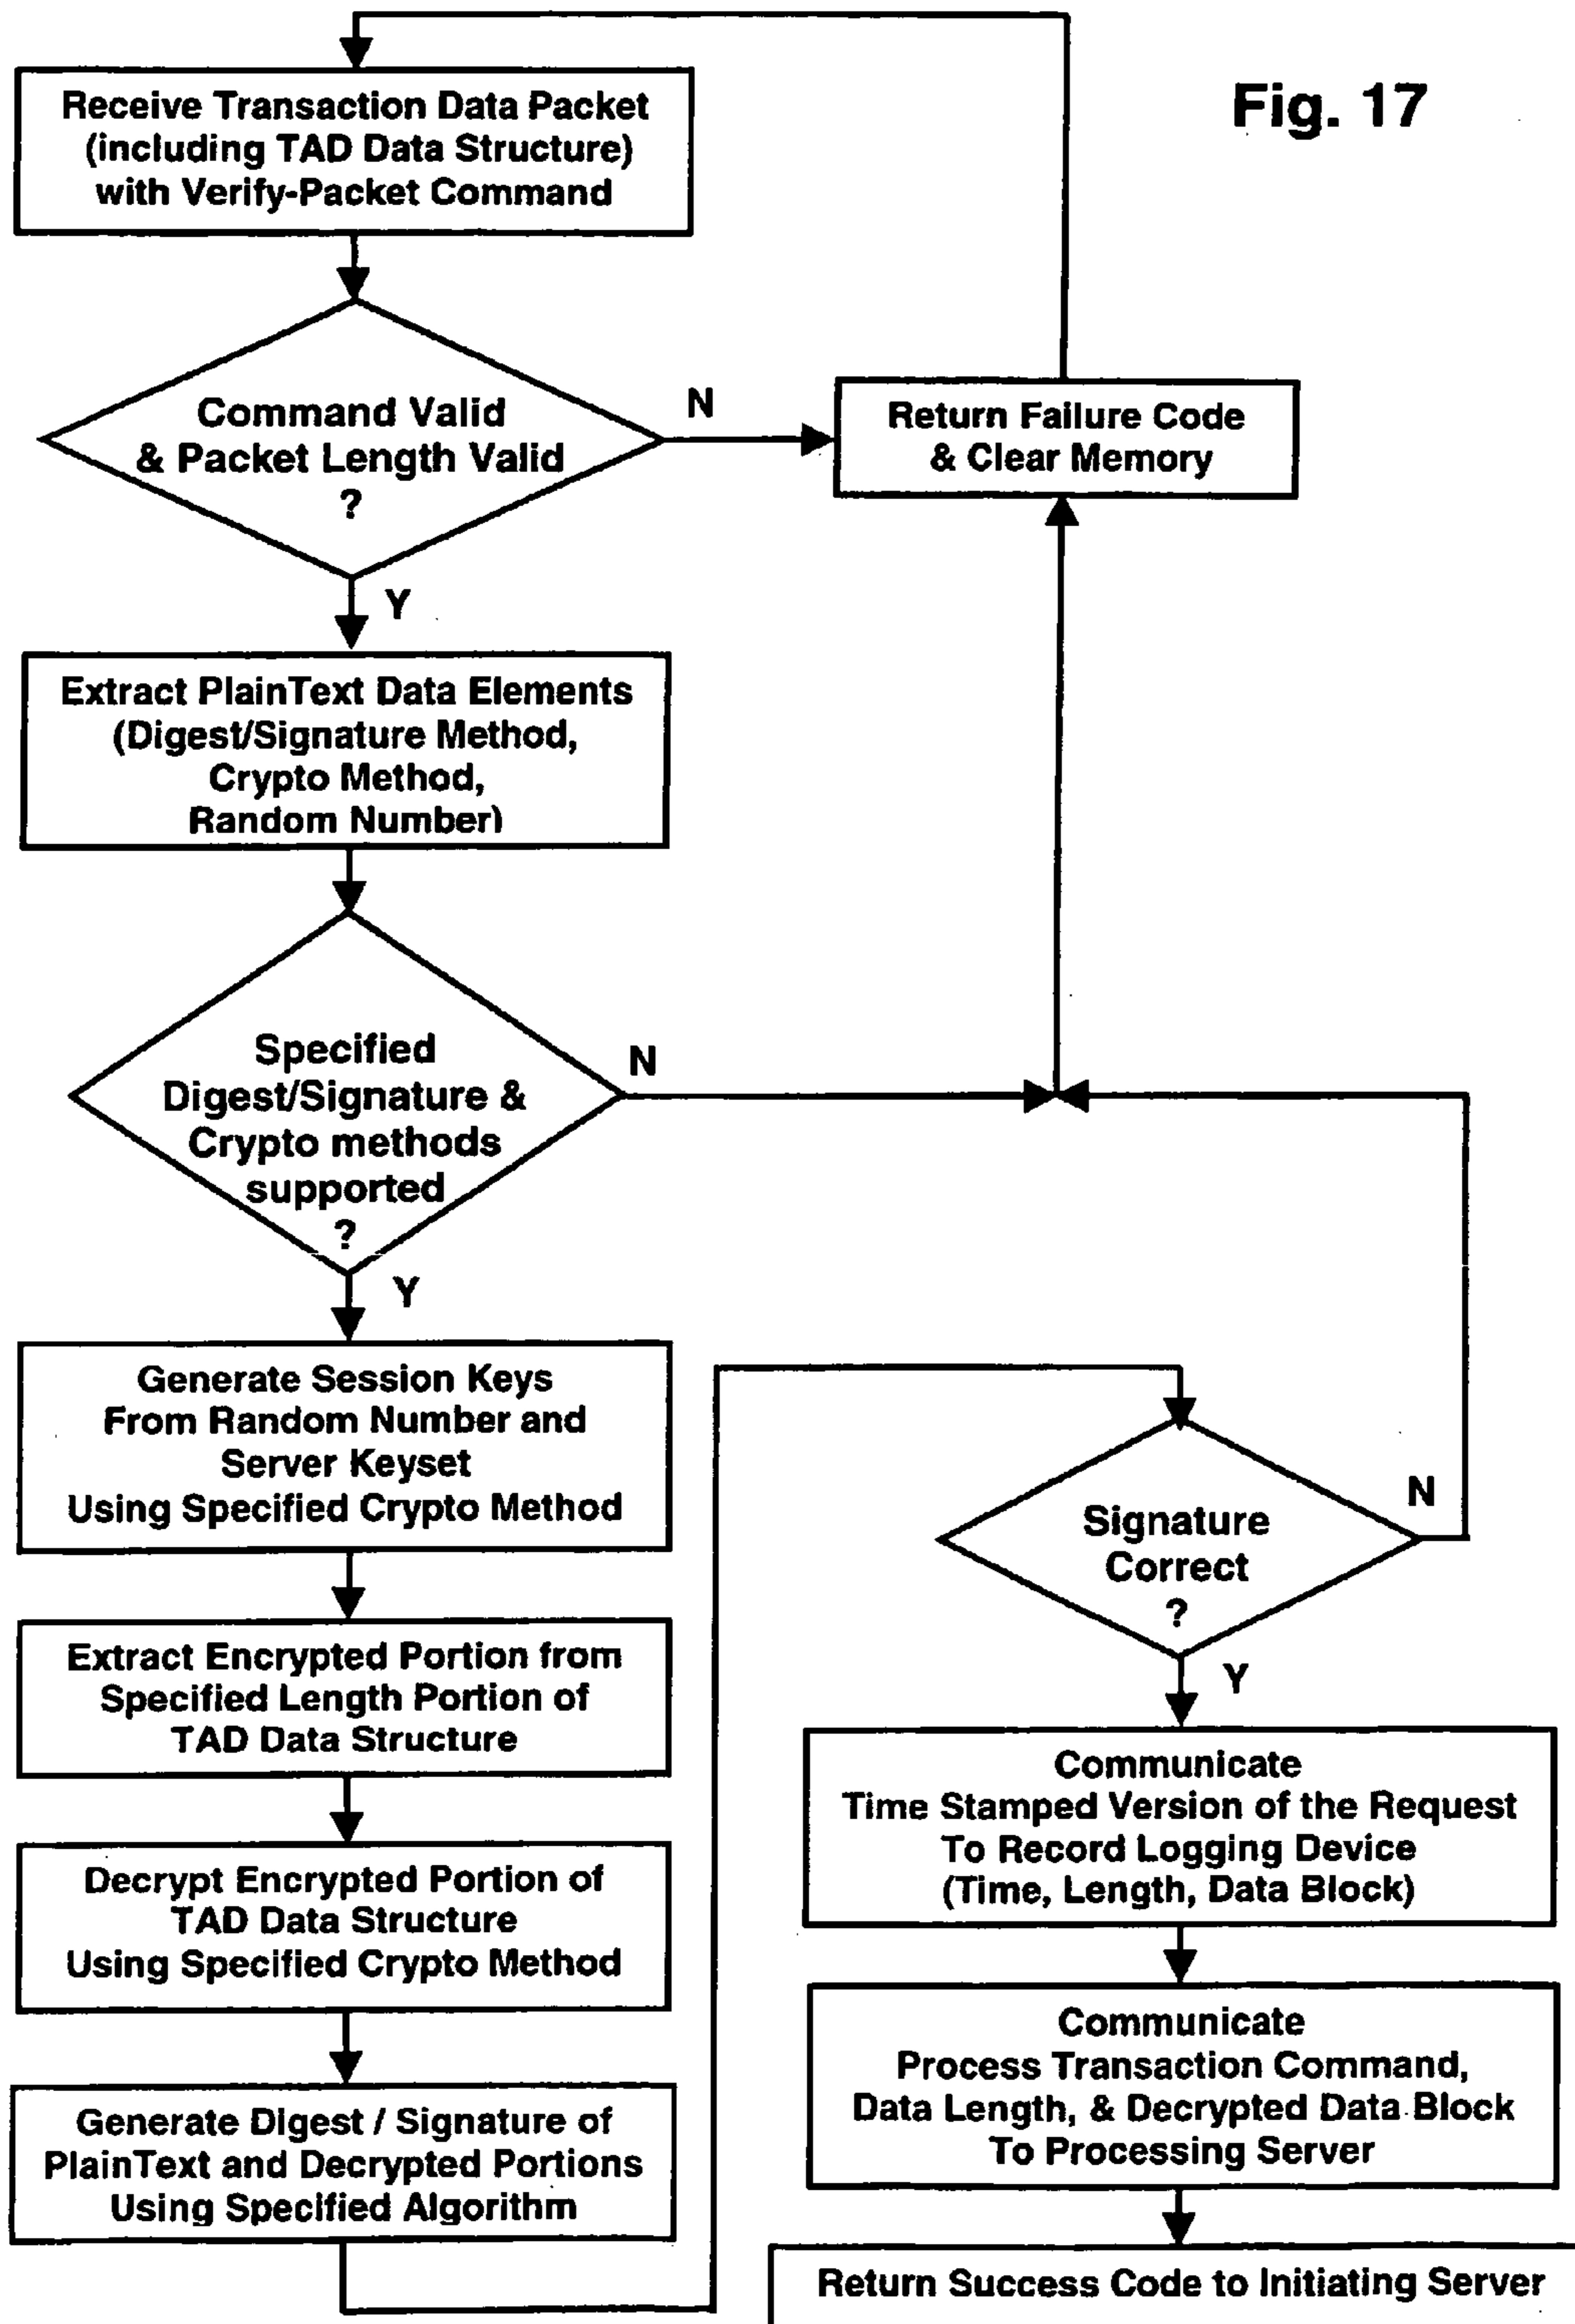 Fig. 17
Receive Transaction Data Packet
(including TAD Data Structure)
with Verify-Packet Command
Command Valid
& Packet Length Valid
?
N
Return Failure Code
& Clear Memory
Y
Extract PlainText Data Elements
(Digest/Signature Method,
Crypto Method,
Random Number)
Specified
Digest/Signature &
Crypto methods
supported
?
N
Y
Generate Session Keys
From Random Number and
Server Keyset
Using Specified Crypto Method
Extract Encrypted Portion from
Specified Length Portion of
TAD Data Structure
Decrypt Encrypted Portion of
TAD Data Structure
Using Specified Crypto Method
Generate Digest / Signature of
PlainText and Decrypted Portions
Using Specified Algorithm
Signature
Correct
?
N
Y
Communicate
Time Stamped Version of the Request
To Record Logging Device
(Time, Length, Data Block)
Communicate
Process Transaction Command,
Data Length, & Decrypted Data Block
To Processing Server
Return Success Code to Initiating Server